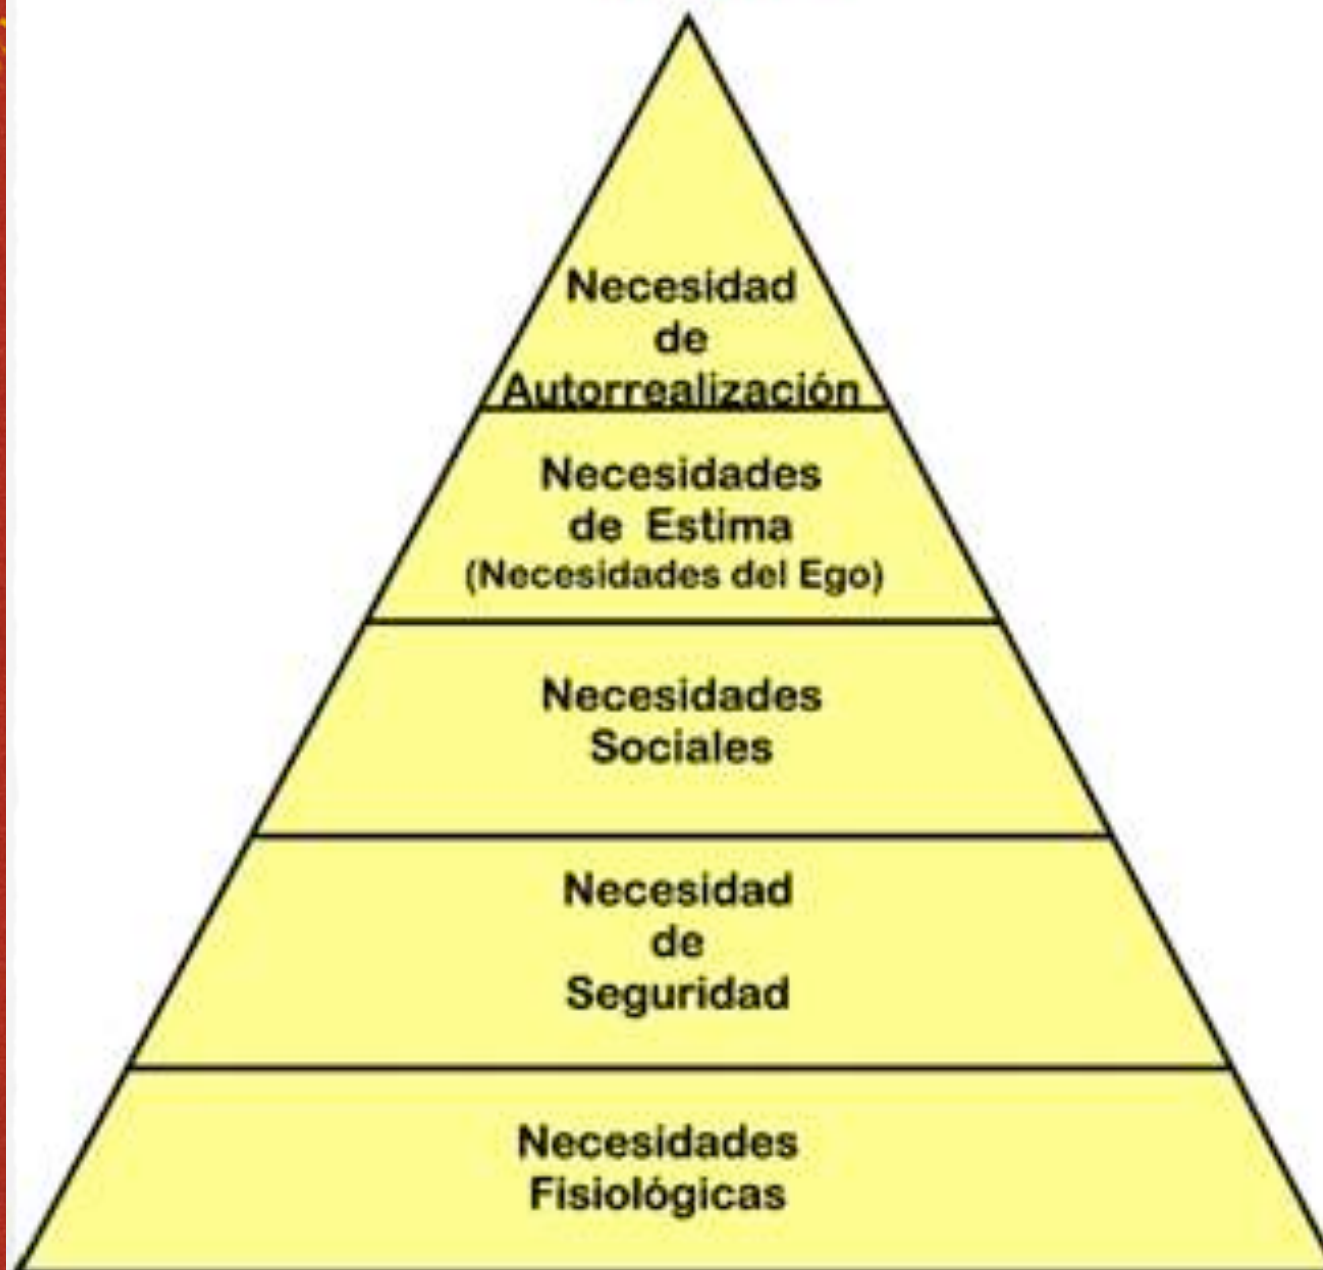 Necesidad
de
Autorrealización
Necesidades
de Estima
(Necesidades del Ego)
Necesidades
Sociales
Necesidad
de
Seguridad
Necesidades
Fisiológicas